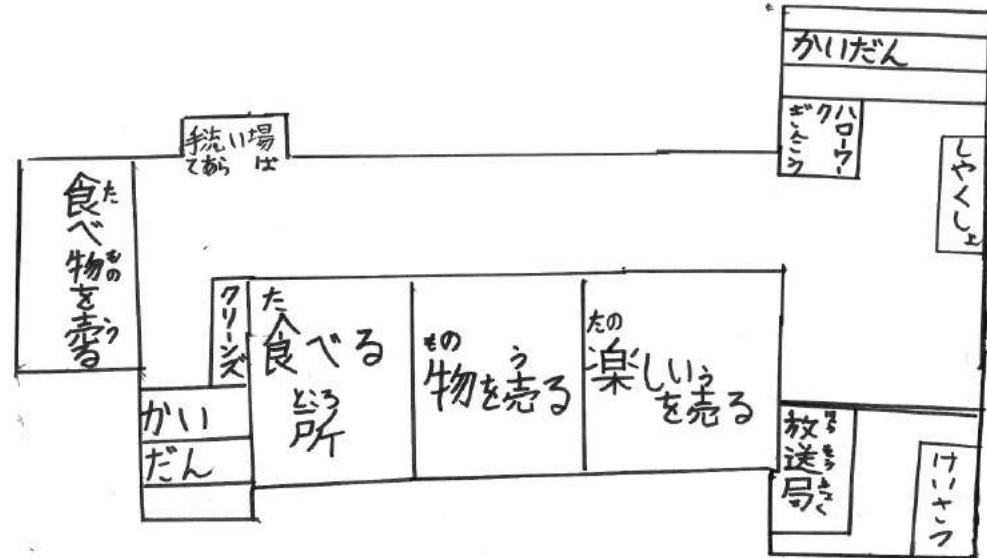 かいだん
ハローワー
ク
ぎんこう
しやくしょ
手洗い場
てあら ば
食べ物を売る
た もの う
クリーンズ
た
食べる
ところ
所
もの う
物を売る
たの
楽しい
う
を売る
かい
だん
放送局
ほう そう きょく
けいさつ